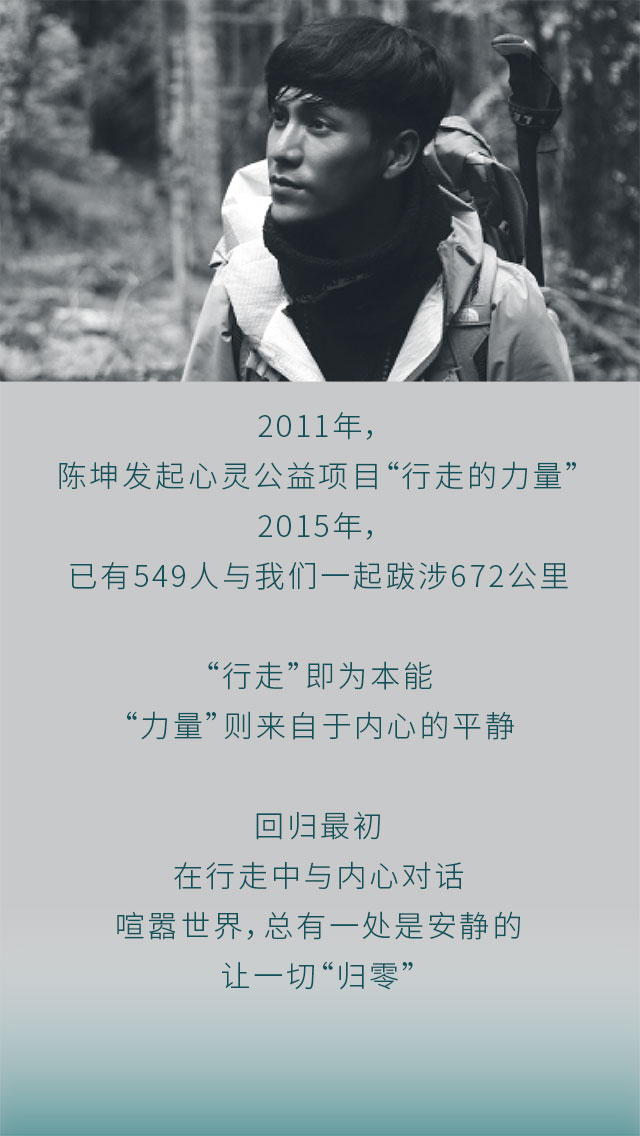 2011年，
陈坤发起心灵公益项目“行走的力量”
2015年，
已有549人与我们一起跋涉672公里
“行走”即为本能
“力量”则来自于内心的平静
回归最初
在行走中与内心对话
喧嚣世界，总有一处是安静的
让一切“归零”